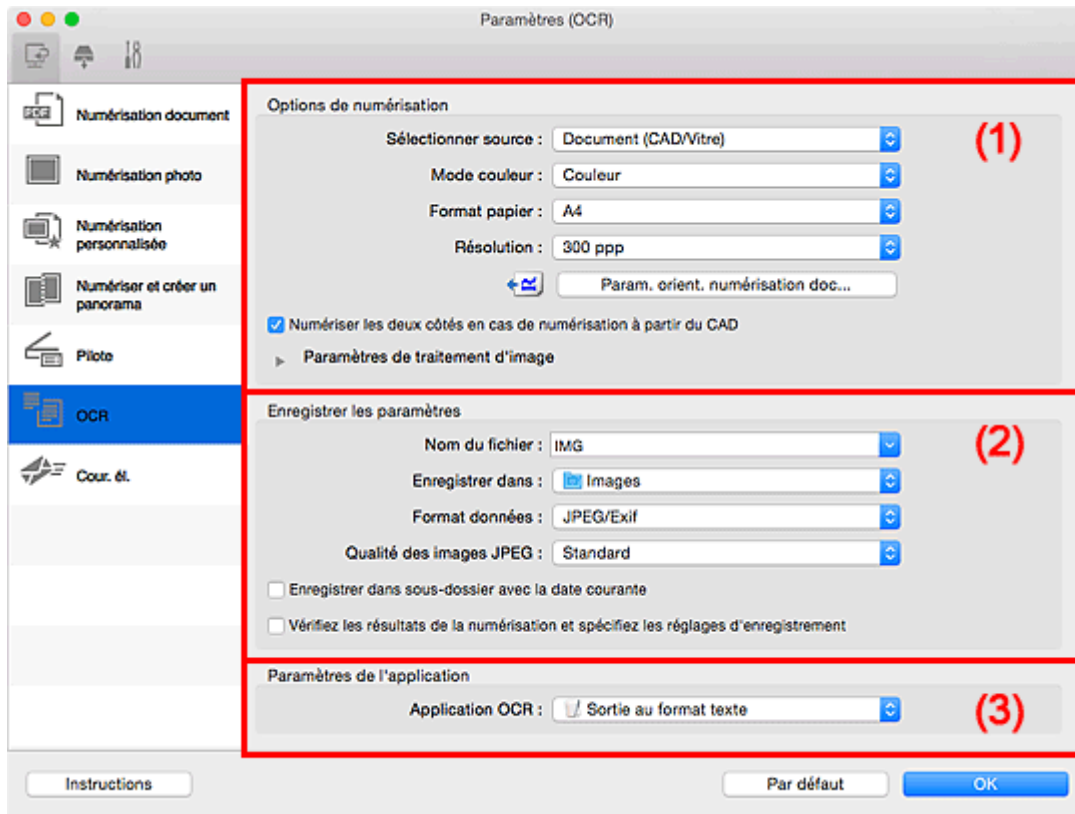 Paramètres (OCR)
Numérisation document
Numérisation photo
Numérisation
personnalisée
Numériser et créer un
panorama
Pilote
OCR
Cour. él.
Options de numérisation
(1)
Sélectionner source : Document (CAD/Vitre)
Mode couleur : Couleur
Format papier : A4
Résolution : 300 ppp
Param. orient. numérisation doc...
Numériser les deux côtés en cas de numérisation à partir du CAD
Paramètres de traitement d'image
Enregistrer les paramètres
(2)
Nom du fichier : IMG
Enregistrer dans : Images
Format données : JPEG/Exif
Qualité des images JPEG : Standard
Enregistrer dans sous-dossier avec la date courante
Vérifiez les résultats de la numérisation et spécifiez les réglages d'enregistrement
Paramètres de l'application
(3)
Application OCR : Sortie au format texte
Instructions
Par défaut
OK